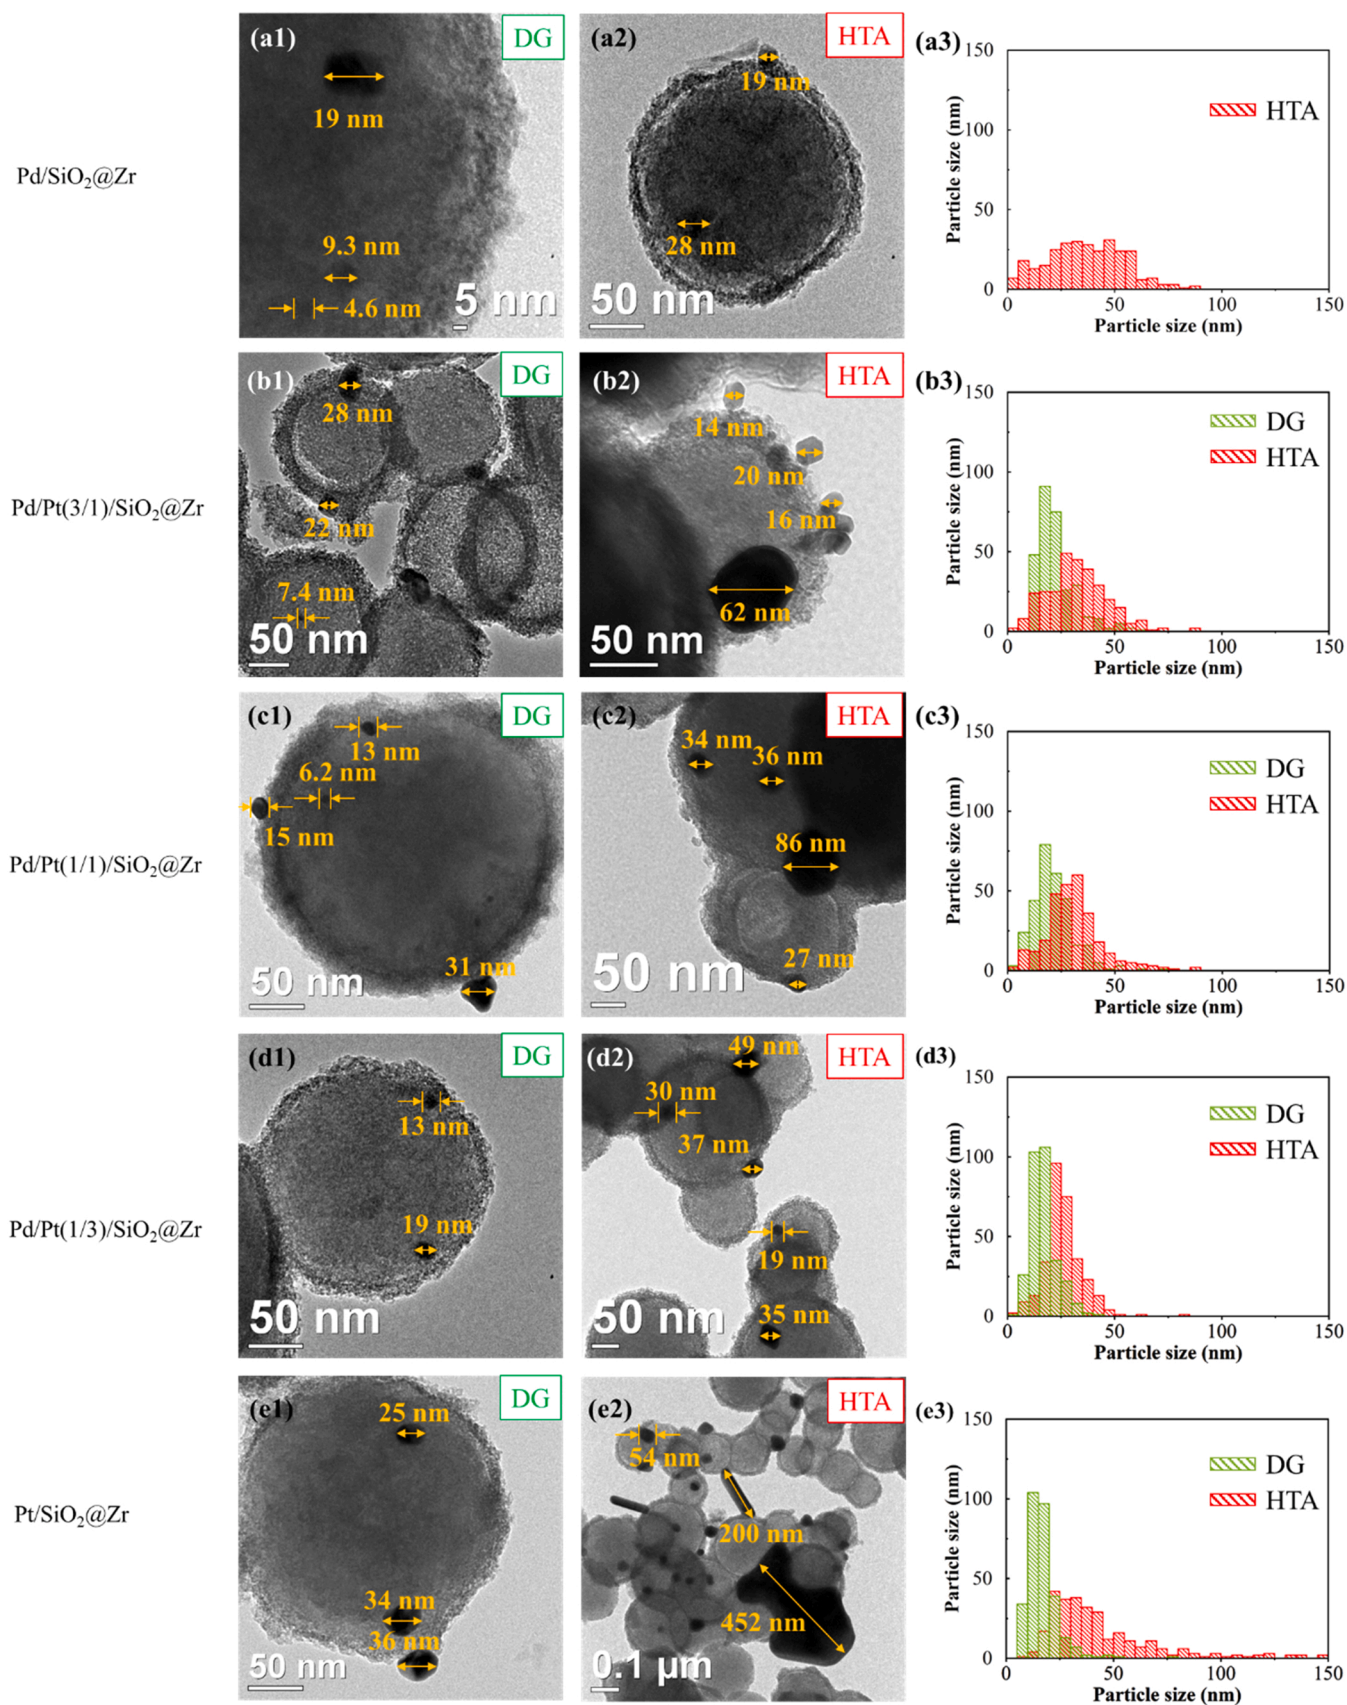 Pd/SiO₂@Zr
(a1)
DG
19 nm
9.3 nm
4.6 nm
5 nm
(a2)
HTA
19 nm
28 nm
50 nm
(a3)
150
100
50
0
Particle size (nm)
HTA
0
50
100
150
Particle size (nm)
Pd/Pt(3/1)/SiO₂@Zr
(b1)
DG
28 nm
22 nm
7.4 nm
50 nm
(b2)
HTA
14 nm
20 nm
16 nm
62 nm
50 nm
(b3)
150
100
50
0
Particle size (nm)
DG
HTA
0
50
100
150
Particle size (nm)
Pd/Pt(1/1)/SiO₂@Zr
(c1)
DG
13 nm
6.2 nm
15 nm
31 nm
50 nm
(c2)
HTA
34 nm
36 nm
86 nm
27 nm
50 nm
(c3)
150
100
50
0
Particle size (nm)
DG
HTA
0
50
100
150
Particle size (nm)
Pd/Pt(1/3)/SiO₂@Zr
(d1)
DG
13 nm
19 nm
50 nm
(d2)
HTA
49 nm
30 nm
37 nm
19 nm
35 nm
50 nm
(d3)
150
100
50
0
Particle size (nm)
DG
HTA
0
50
100
150
Particle size (nm)
Pt/SiO₂@Zr
(e1)
DG
25 nm
34 nm
36 nm
50 nm
(e2)
HTA
54 nm
200 nm
452 nm
0.1 µm
(e3)
150
100
50
0
Particle size (nm)
DG
HTA
0
50
100
150
Particle size (nm)